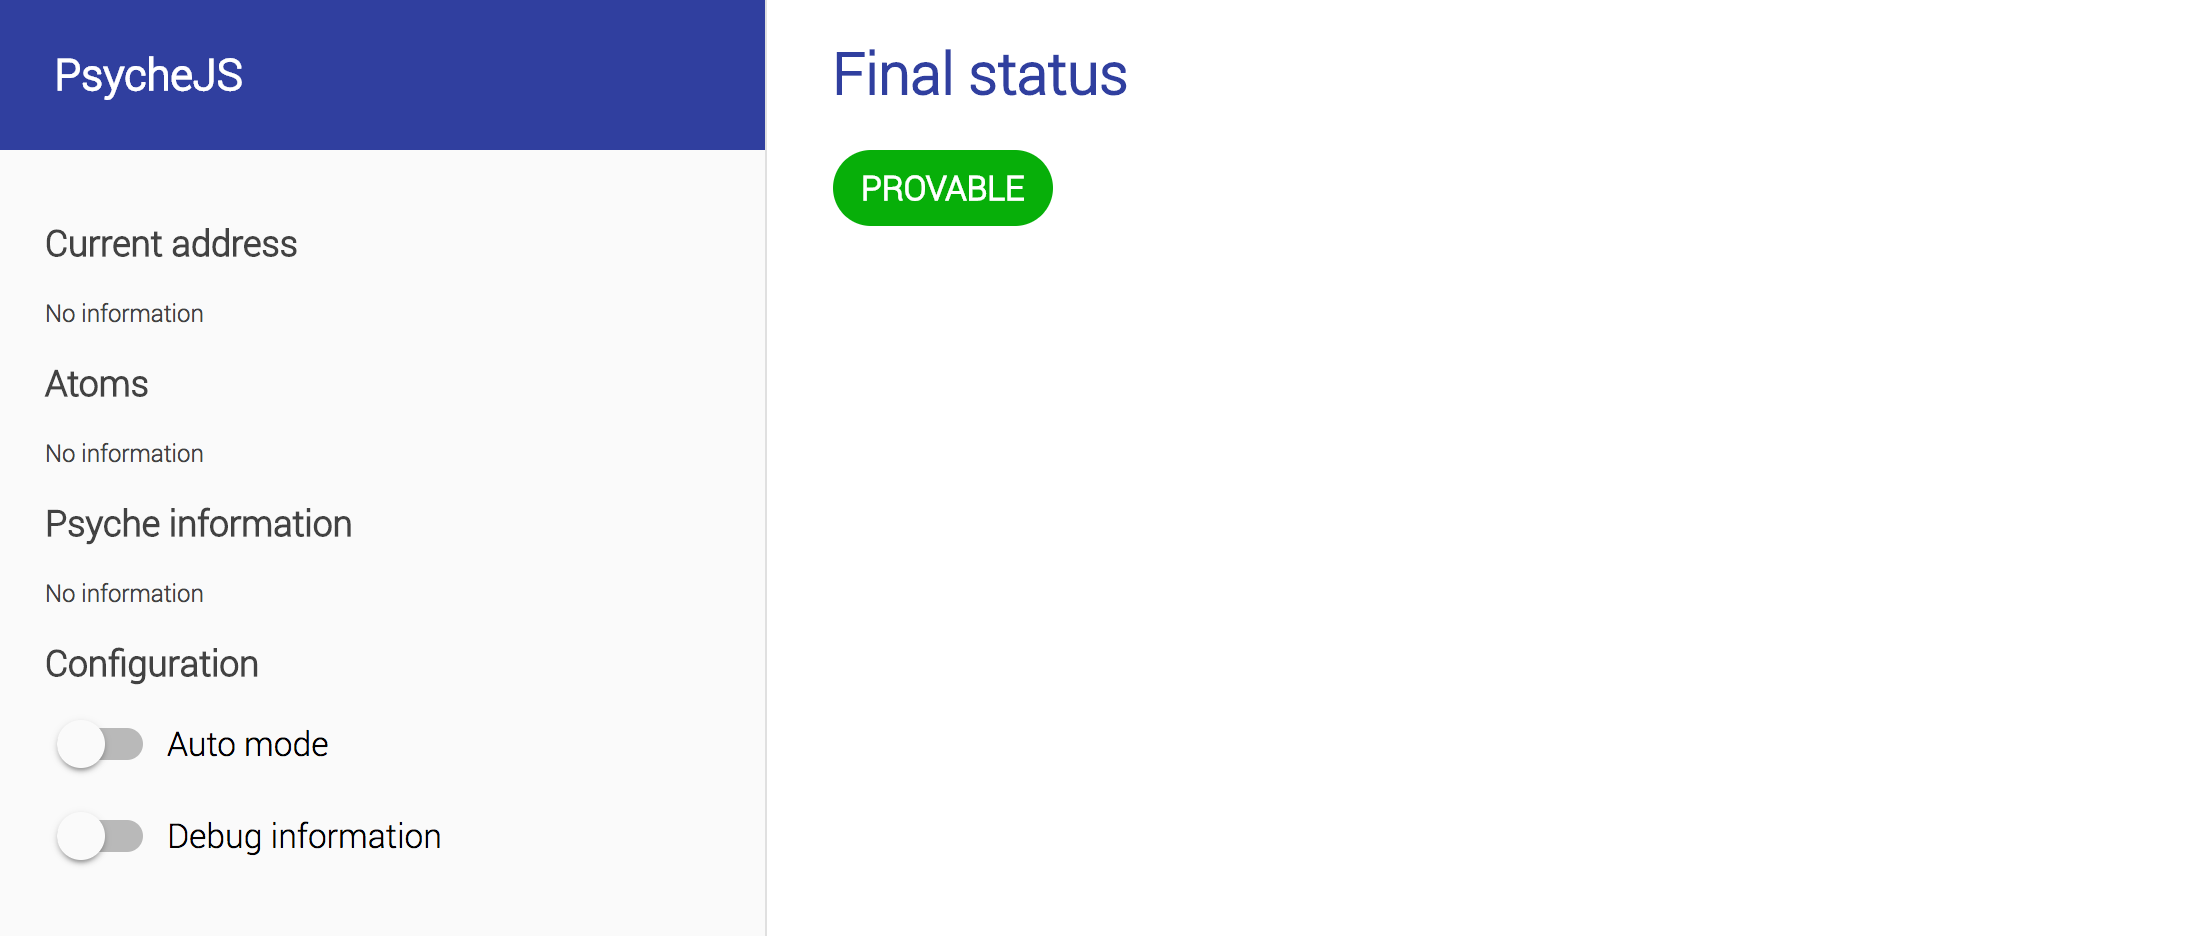 PsycheJS
Current address
No information
Atoms
No information
Psyche information
No information
Configuration
Auto mode
Debug information
Final status
PROVABLE